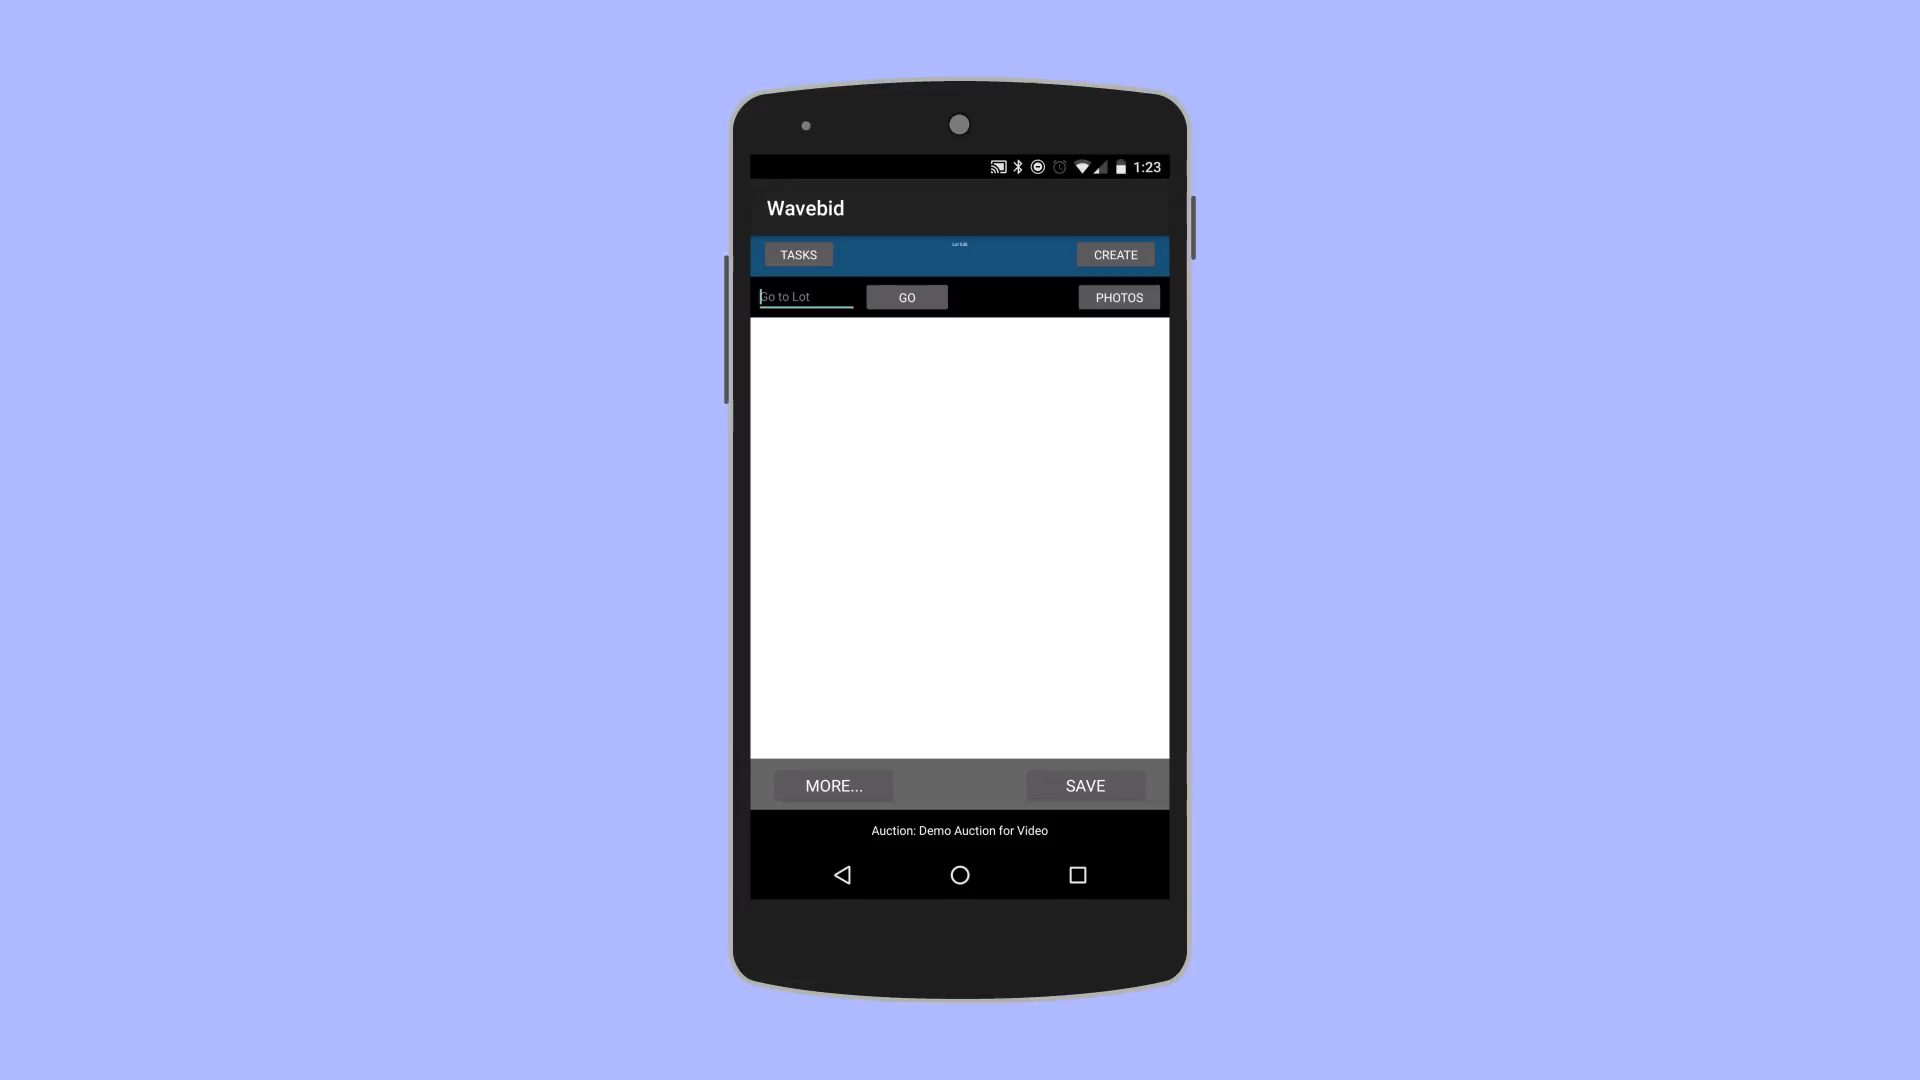 1:23
Wavebid
TASKS
Lot Edit
CREATE
Go to Lot
GO
PHOTOS
MORE...
SAVE
Auction: Demo Auction for Video